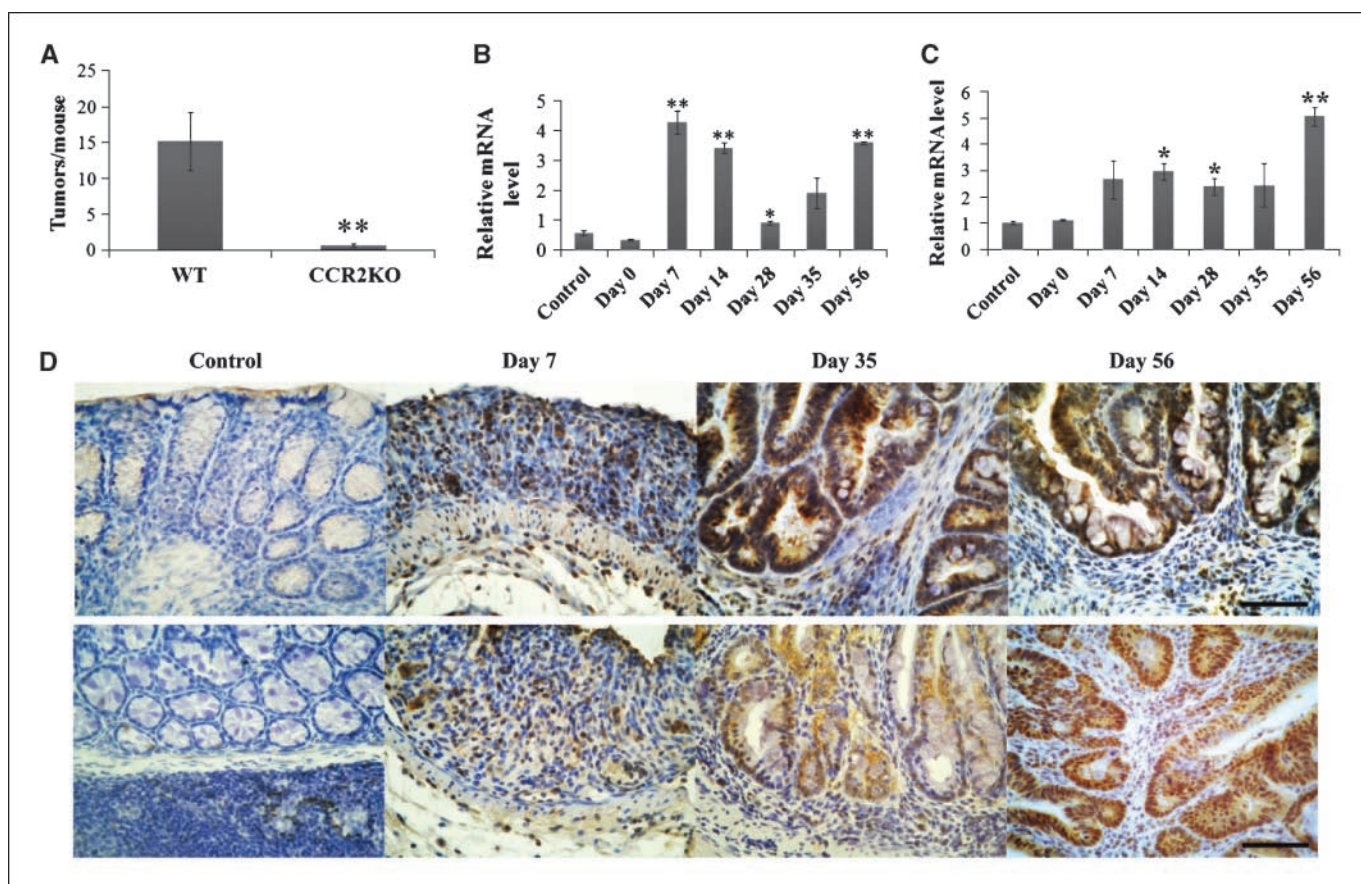 A
Tumors/mouse
25
20
15
10
5
0
**
WT
CCR2KO
B
Relative mRNA
level
5
4
3
2
1
0
**
**
*
**
Control
Day 0
Day 7
Day 14
Day 28
Day 35
Day 56
C
Relative mRNA level
6
5
4
3
2
1
0
*
*
**
Control
Day 0
Day 7
Day 14
Day 28
Day 35
Day 56
D
Control
Day 7
Day 35
Day 56